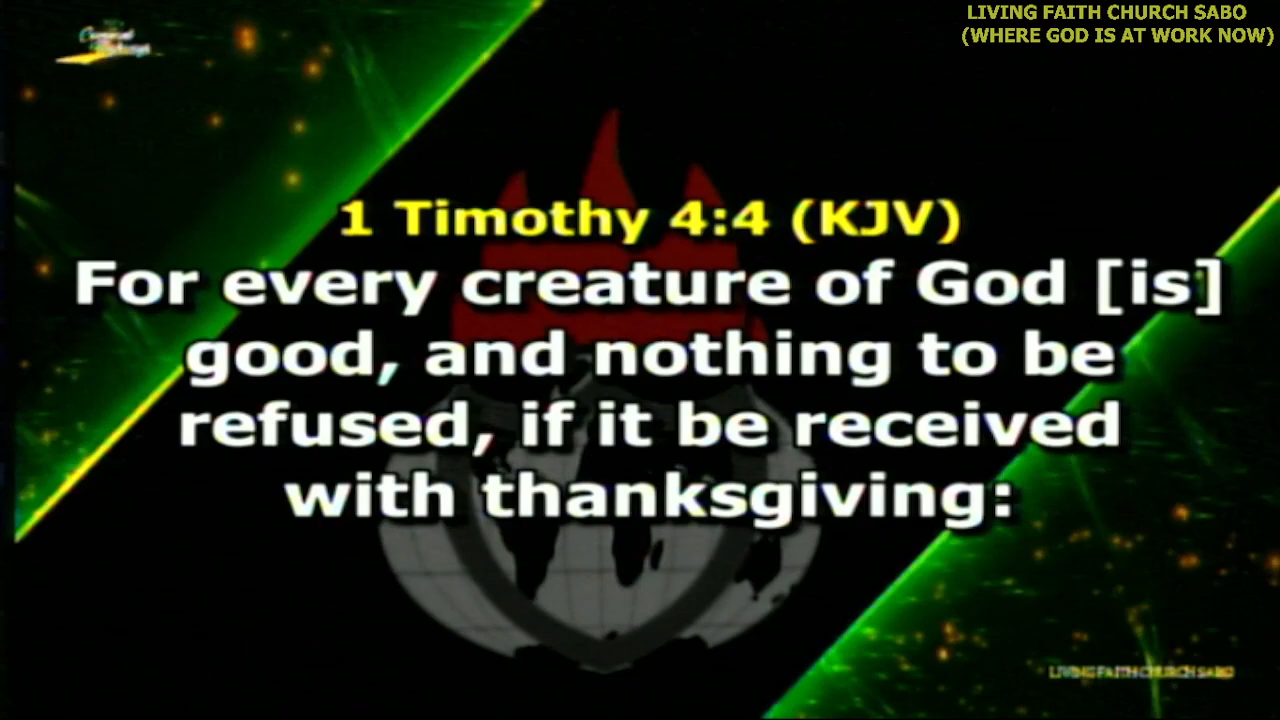 LIVING FAITH CHURCH SABO
(WHERE GOD IS AT WORK NOW)
1 Timothy 4:4 (KJV)
For every creature of God [is]
good, and nothing to be
refused, if it be received
with thanksgiving:
LIVING FAITH CHURCH SABO